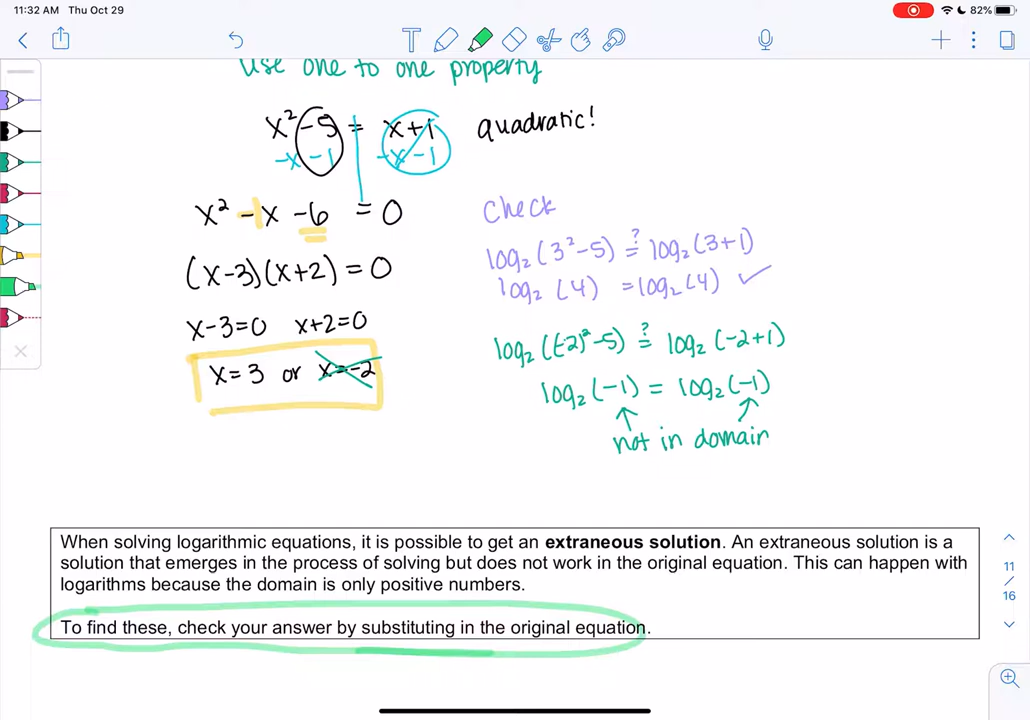 11:32 AM Thu Oct 29
82%
use one to one property
x² - 5 = x + 1 quadratic!
-x - 1 -x - 1
x² - 1x - 6 = 0
(x-3)(x+2) = 0
x-3=0 x+2=0
x = 3 or x=-2
Check
log₂(3²-5) ≟ log₂(3+1)
log₂(4) = log₂(4) ✓
log₂((-2)²-5) ≟ log₂(-2+1)
log₂(-1) = log₂(-1)
not in domain
When solving logarithmic equations, it is possible to get an extraneous solution. An extraneous solution is a
solution that emerges in the process of solving but does not work in the original equation. This can happen with
logarithms because the domain is only positive numbers.
To find these, check your answer by substituting in the original equation.
11
/
16